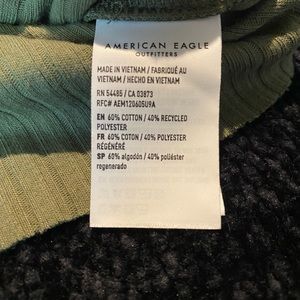 AMERICAN EAGLE
OUTFITTERS
MADE IN VIETNAM / FABRIQUÉ AU
VIETNAM / HECHO EN VIETNAM
RN 54485 / CA 03873
RFC# AEM120605U9A
EN 60% COTTON / 40% RECYCLED
POLYESTER
FR 60% COTON / 40% POLYESTER
RÉGÉNÉRÉ
SP 60% algodón / 40% poliéster
regenerado